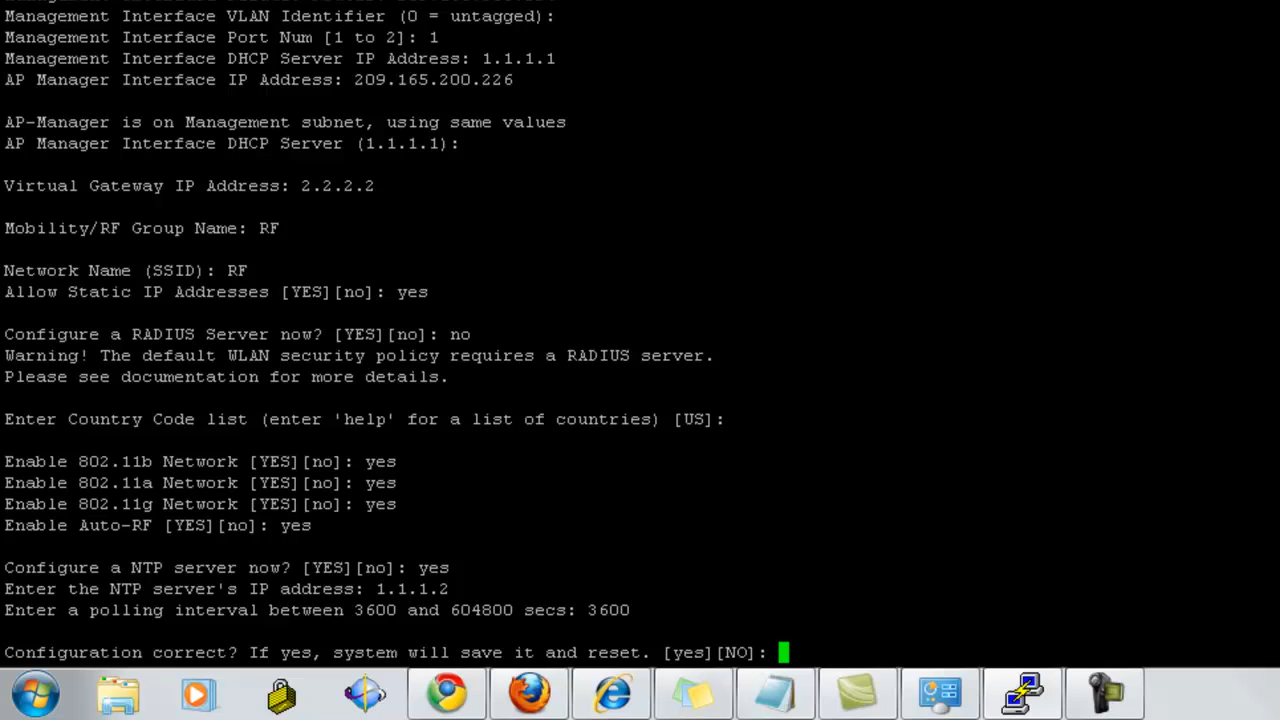 Management Interface VLAN Identifier (0 = untagged):
Management Interface Port Num [1 to 2]: 1
Management Interface DHCP Server IP Address: 1.1.1.1
AP Manager Interface IP Address: 209.165.200.226
AP-Manager is on Management subnet, using same values
AP Manager Interface DHCP Server (1.1.1.1):
Virtual Gateway IP Address: 2.2.2.2
Mobility/RF Group Name: RF
Network Name (SSID): RF
Allow Static IP Addresses [YES][no]: yes
Configure a RADIUS Server now? [YES][no]: no
Warning! The default WLAN security policy requires a RADIUS server.
Please see documentation for more details.
Enter Country Code list (enter 'help' for a list of countries) [US]:
Enable 802.11b Network [YES][no]: yes
Enable 802.11a Network [YES][no]: yes
Enable 802.11g Network [YES][no]: yes
Enable Auto-RF [YES][no]: yes
Configure a NTP server now? [YES][no]: yes
Enter the NTP server's IP address: 1.1.1.2
Enter a polling interval between 3600 and 604800 secs: 3600
Configuration correct? If yes, system will save it and reset. [yes][NO]: